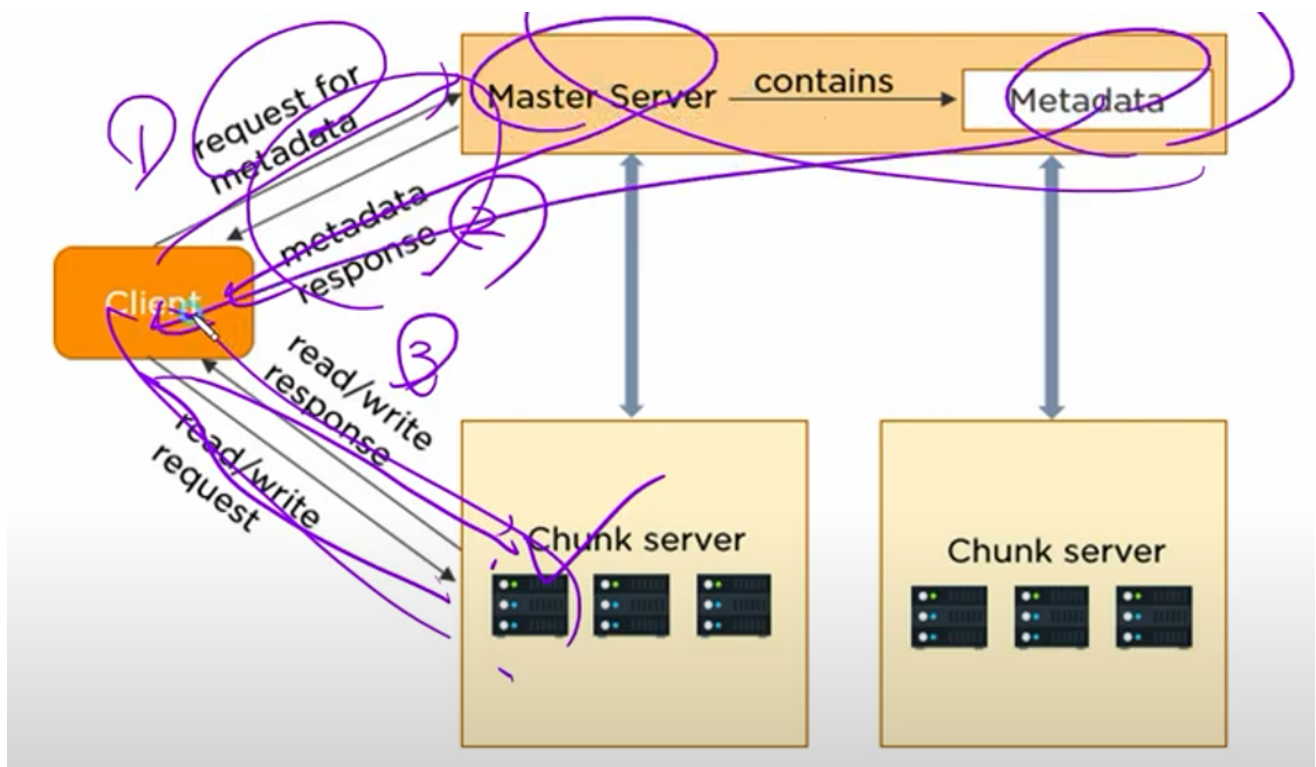 1
request for
metadata
Master Server
contains
Metadata
metadata
response
2
Client
3
read/write
response
read/write
request
Chunk server
Chunk server